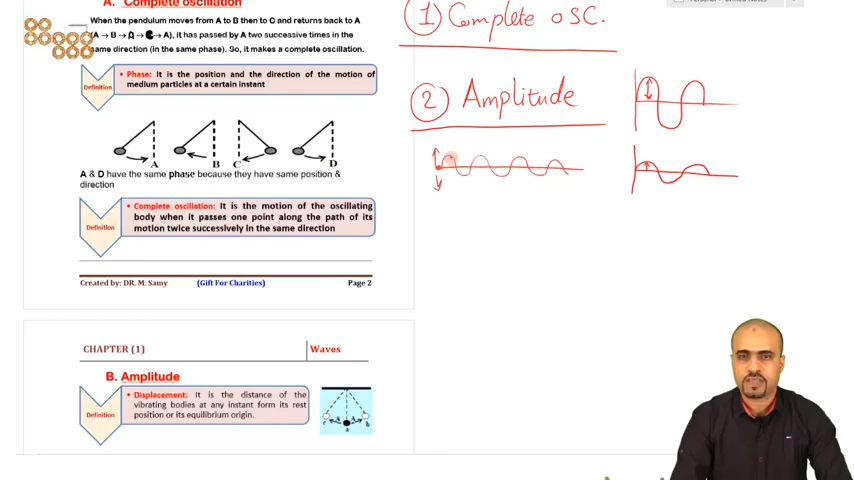 A. Complete oscillation
When the pendulum moves from A to B then to C and returns back to A
(A → B → A → C → A), it has passed by A two successive times in the
same direction (in the same phase). So, it makes a complete oscillation.
Definition
• Phase: It is the position and the direction of the motion of
medium particles at a certain instant
A B C D
A & D have the same phase because they have same position &
direction
Definition
• Complete oscillation: It is the motion of the oscillating
body when it passes one point along the path of its
motion twice successively in the same direction
Created by: DR. M. Samy (Gift For Charities) Page 2
CHAPTER (1) Waves
B. Amplitude
Definition
• Displacement: It is the distance of the
vibrating bodies at any instant form its rest
position or its equilibrium origin.
c A A b
a
1 Complete OSC.
2 Amplitude